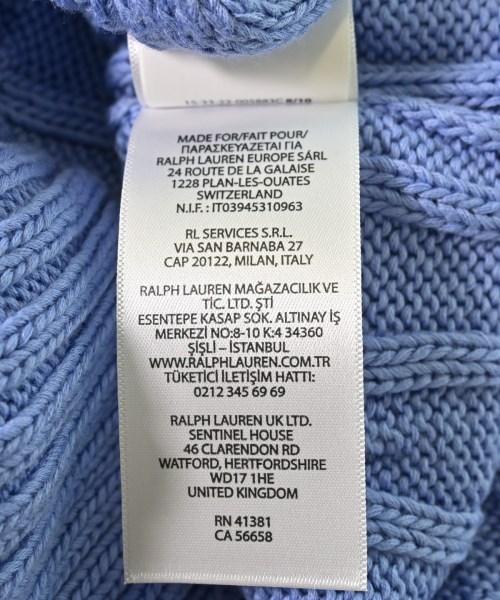 MADE FOR/FAIT POUR/
ΠΑΡΑΣΚΕΥΑΖΕΤΑΙ ΓΙΑ
RALPH LAUREN EUROPE SÁRL
24 ROUTE DE LA GALAISE
1228 PLAN-LES-OUATES
SWITZERLAND
N.I.F. : IT03945310963
RL SERVICES S.R.L.
VIA SAN BARNABA 27
CAP 20122, MILAN, ITALY
RALPH LAUREN MAĞAZACILIK VE
TİC. LTD. ŞTİ
ESENTEPE KASAP SOK. ALTINAY İŞ
MERKEZİ NO:8-10 K:4 34360
ŞİŞLİ – İSTANBUL
WWW.RALPHLAUREN.COM.TR
TÜKETİCİ İLETİŞİM HATTI:
0212 345 69 69
RALPH LAUREN UK LTD.
SENTINEL HOUSE
46 CLARENDON RD
WATFORD, HERTFORDSHIRE
WD17 1HE
UNITED KINGDOM
RN 41381
CA 56658